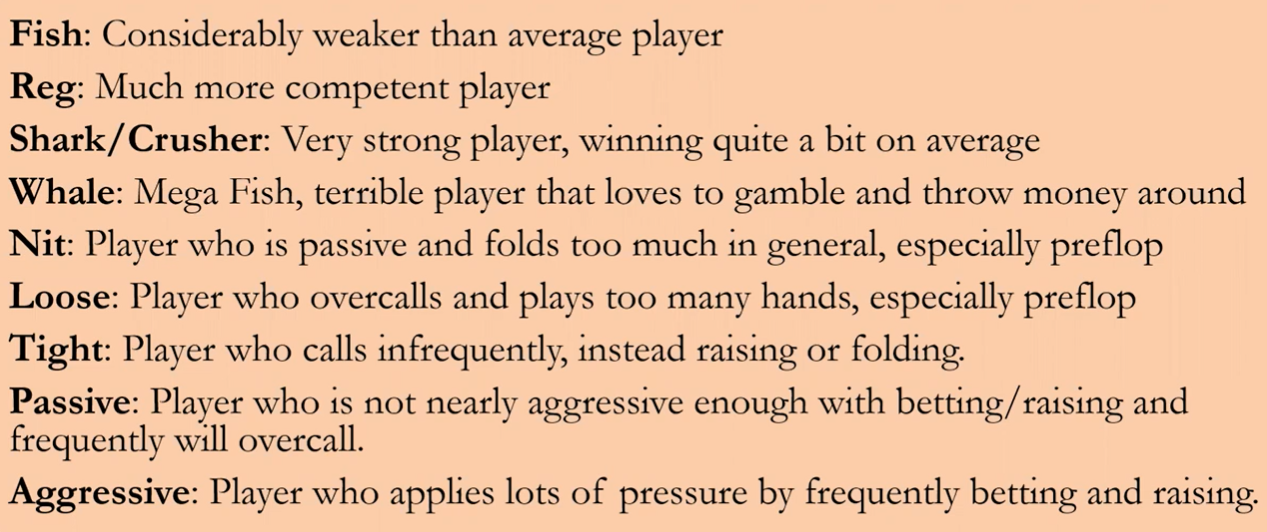 Fish: Considerably weaker than average player
Reg: Much more competent player
Shark/Crusher: Very strong player, winning quite a bit on average
Whale: Mega Fish, terrible player that loves to gamble and throw money around
Nit: Player who is passive and folds too much in general, especially preflop
Loose: Player who overcalls and plays too many hands, especially preflop
Tight: Player who calls infrequently, instead raising or folding.
Passive: Player who is not nearly aggressive enough with betting/raising and
frequently will overcall.
Aggressive: Player who applies lots of pressure by frequently betting and raising.